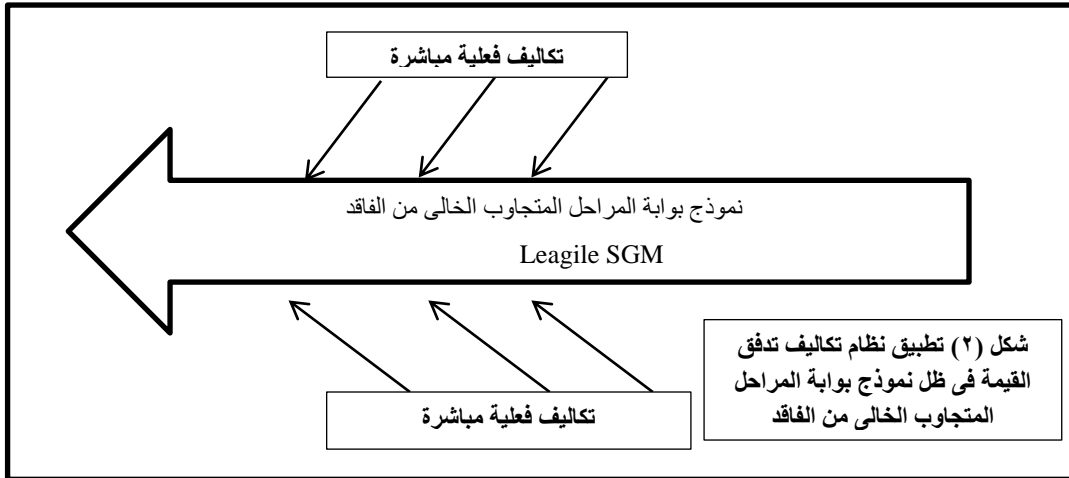 تكاليف فعلية مباشرة
نموذج بوابة المراحل المتجاوب الخالى من الفاقد
Leagile SGM
شكل (٢) تطبيق نظام تكاليف تدفق
القيمة فى ظل نموذج بوابة المراحل
المتجاوب الخالى من الفاقد
تكاليف فعلية مباشرة